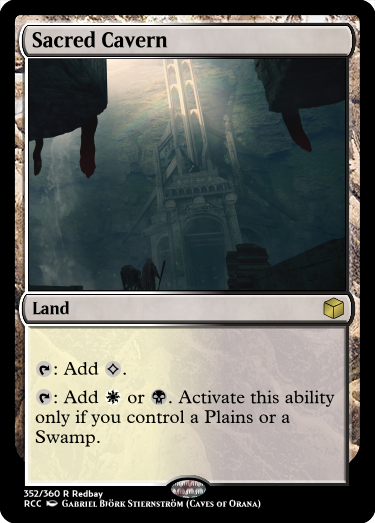 Sacred Cavern
Land
: Add .
: Add or . Activate this ability
only if you control a Plains or a
Swamp.
352/360 R Redbay
RCC Gabriel Björk Stiernström (Caves of Orana)